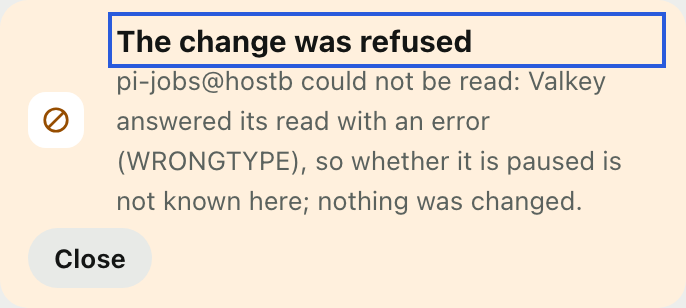 The change was refused
pi-jobs@hostb could not be read: Valkey
answered its read with an error
(WRONGTYPE), so whether it is paused is
not known here; nothing was changed.
Close